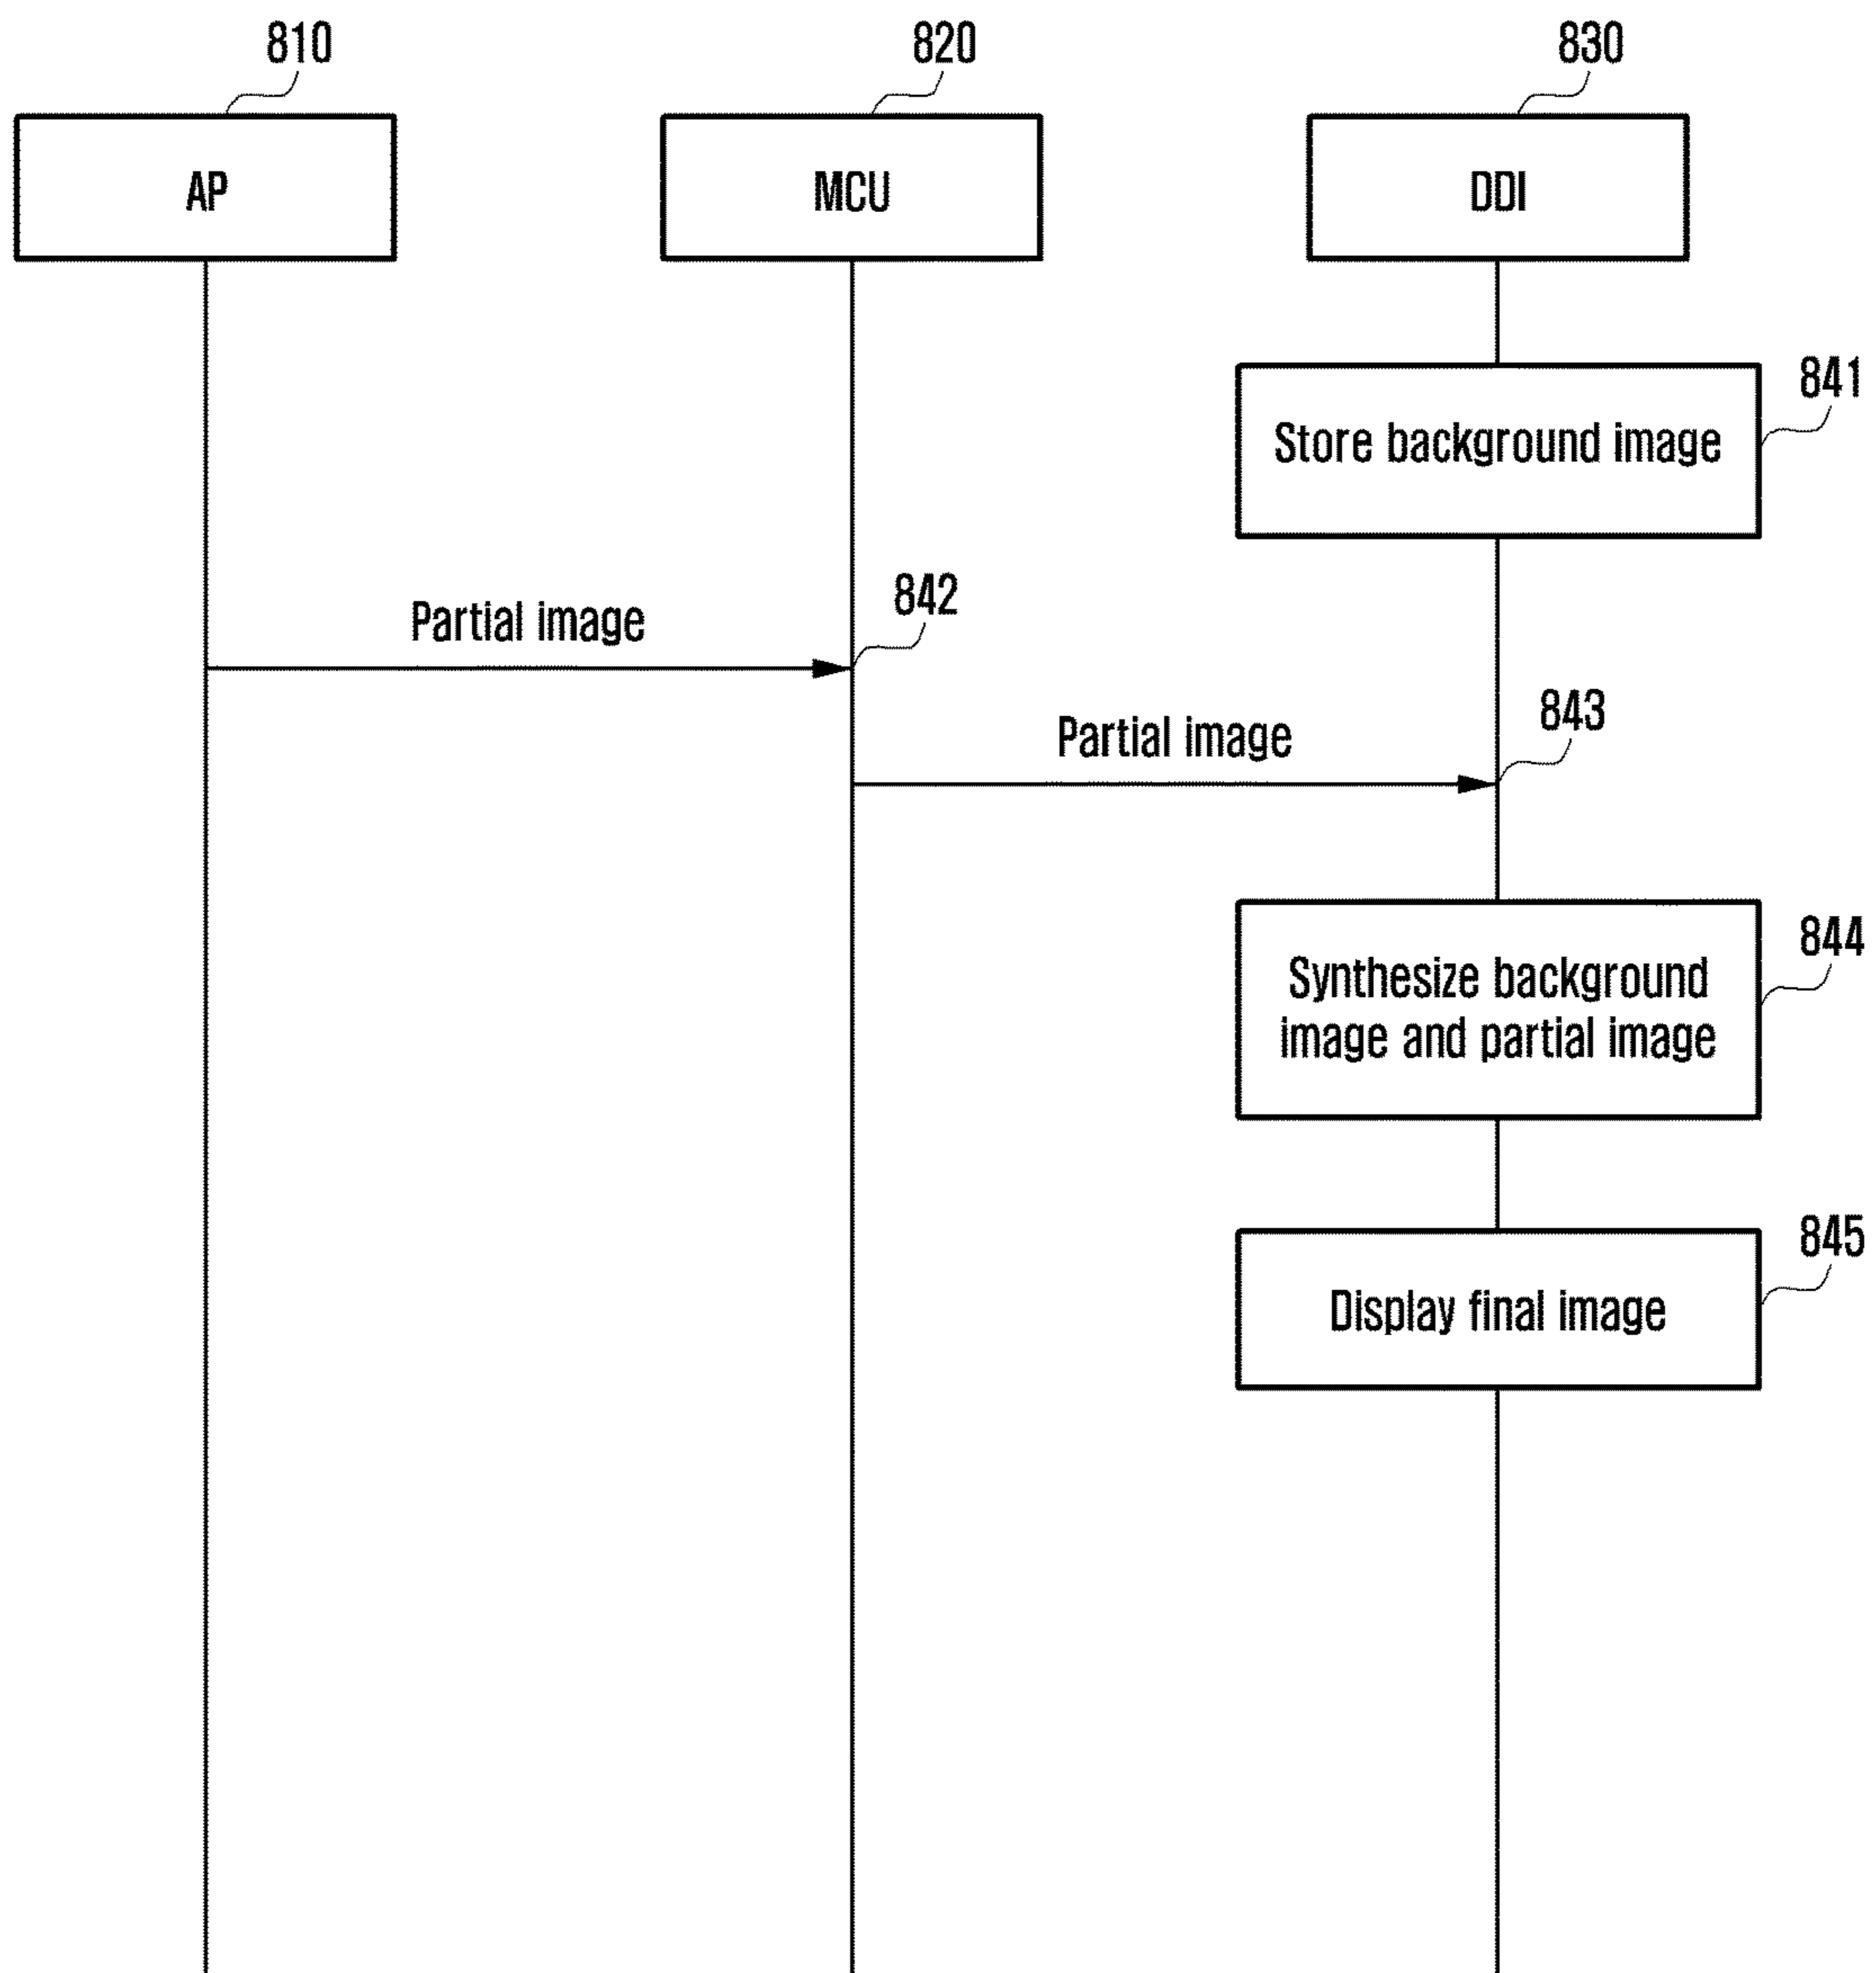 810
820
830
AP
MCU
DDI
841
Store background image
842
Partial image
843
Partial image
844
Synthesize background
image and partial image
845
Display final image